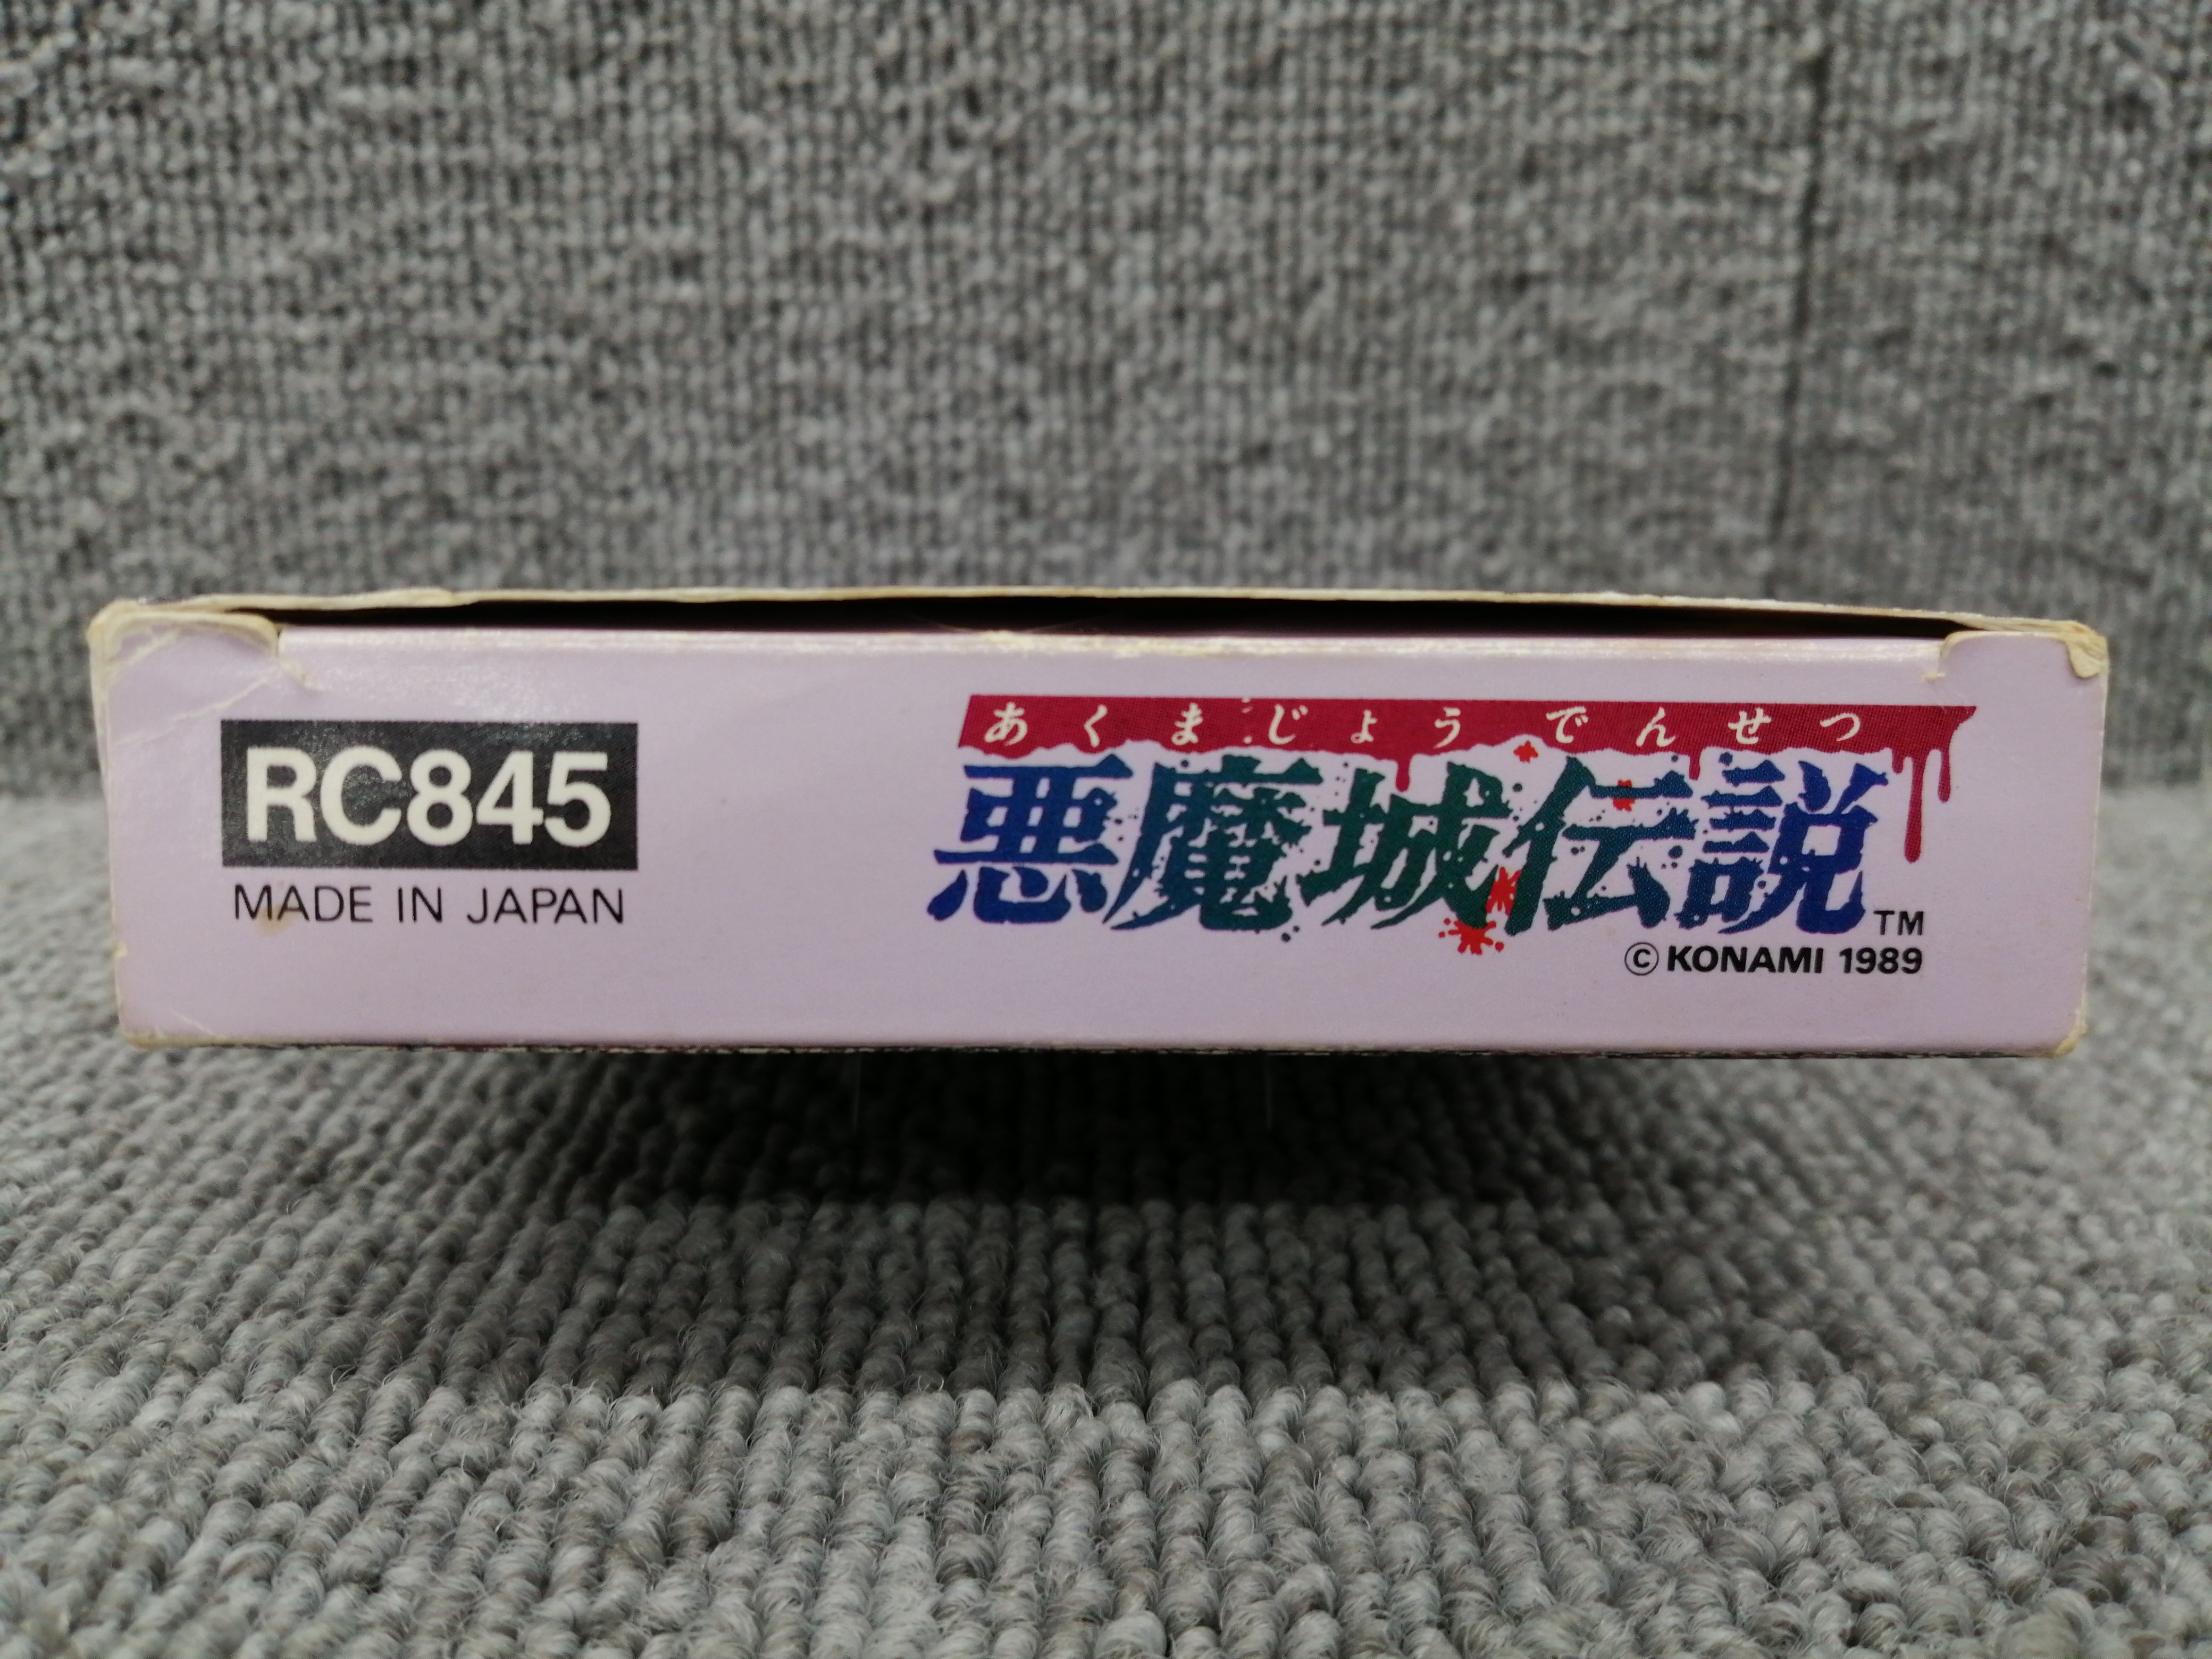 RC845
MADE IN JAPAN
あくまじょうでんせつ
悪魔城伝説 TM
© KONAMI 1989